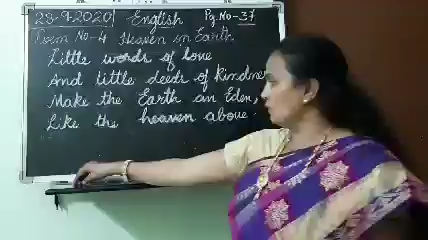 28-9-2020 English Pg.No-37
Poem No-4 Heaven on Earth
Little words of love
And little deeds of kindne
Make the Earth an Eden,
Like the heaven above.